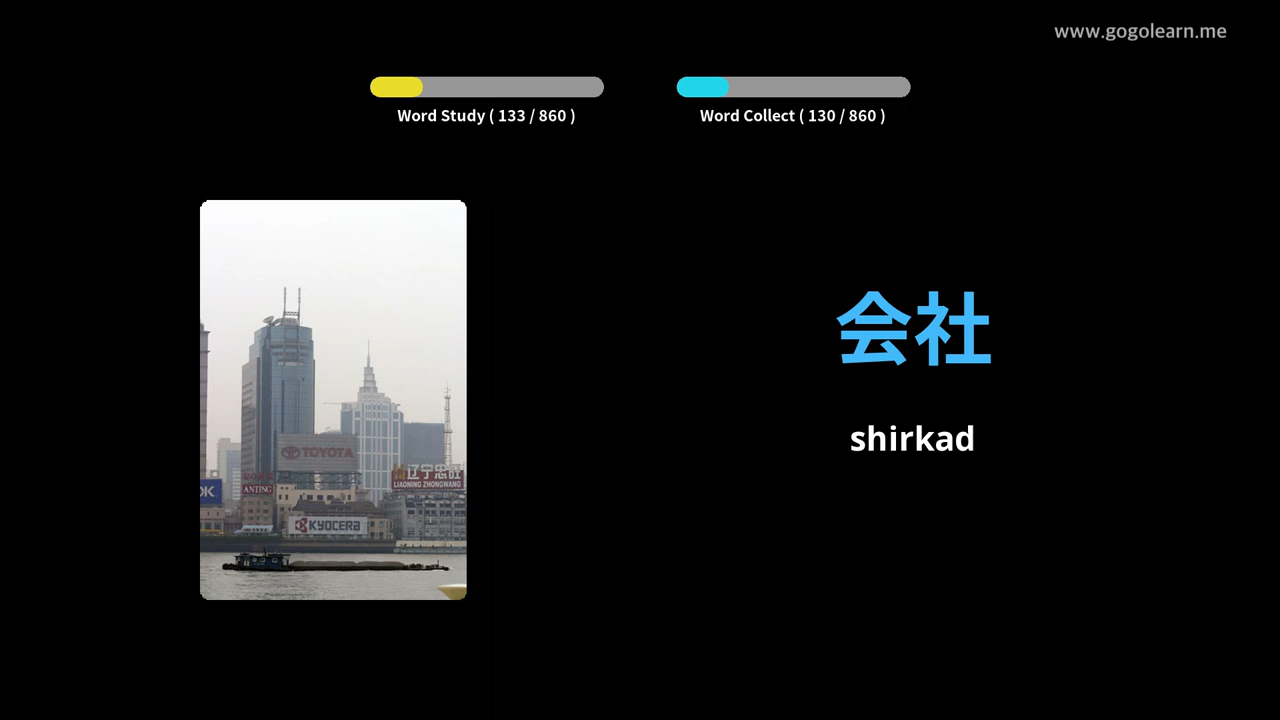 www.gogolearn.me
Word Study ( 133 / 860 )
Word Collect ( 130 / 860 )
会社
shirkad
TOYOTA
辽宁忠旺
LIAONING ZHONGWANG
OK
ANTING
KYOCERA